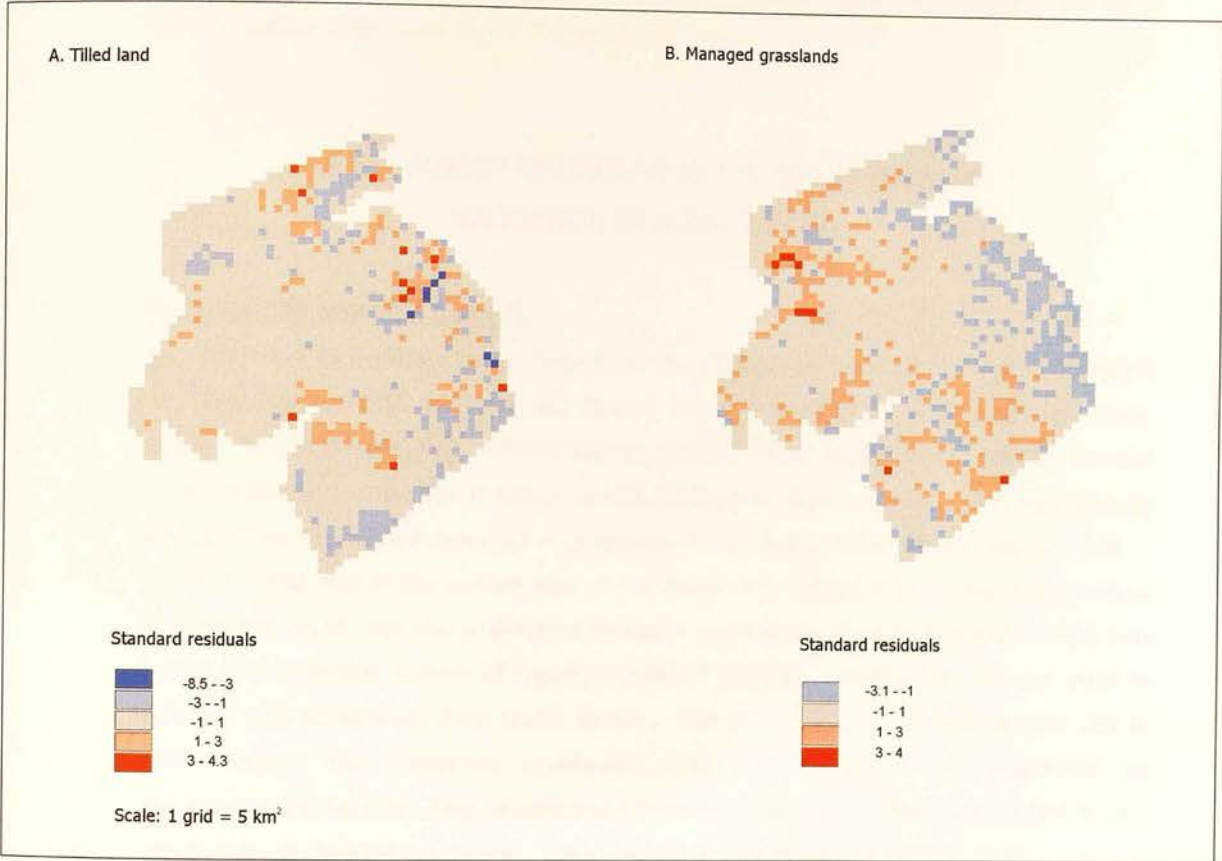 A. Tilled land
B. Managed grasslands
Standard residuals
-8.5 - -3
-3 - -1
-1 - 1
1 - 3
3 - 4.3
Scale: 1 grid = 5 km²
Standard residuals
-3.1 - -1
-1 - 1
1 - 3
3 - 4